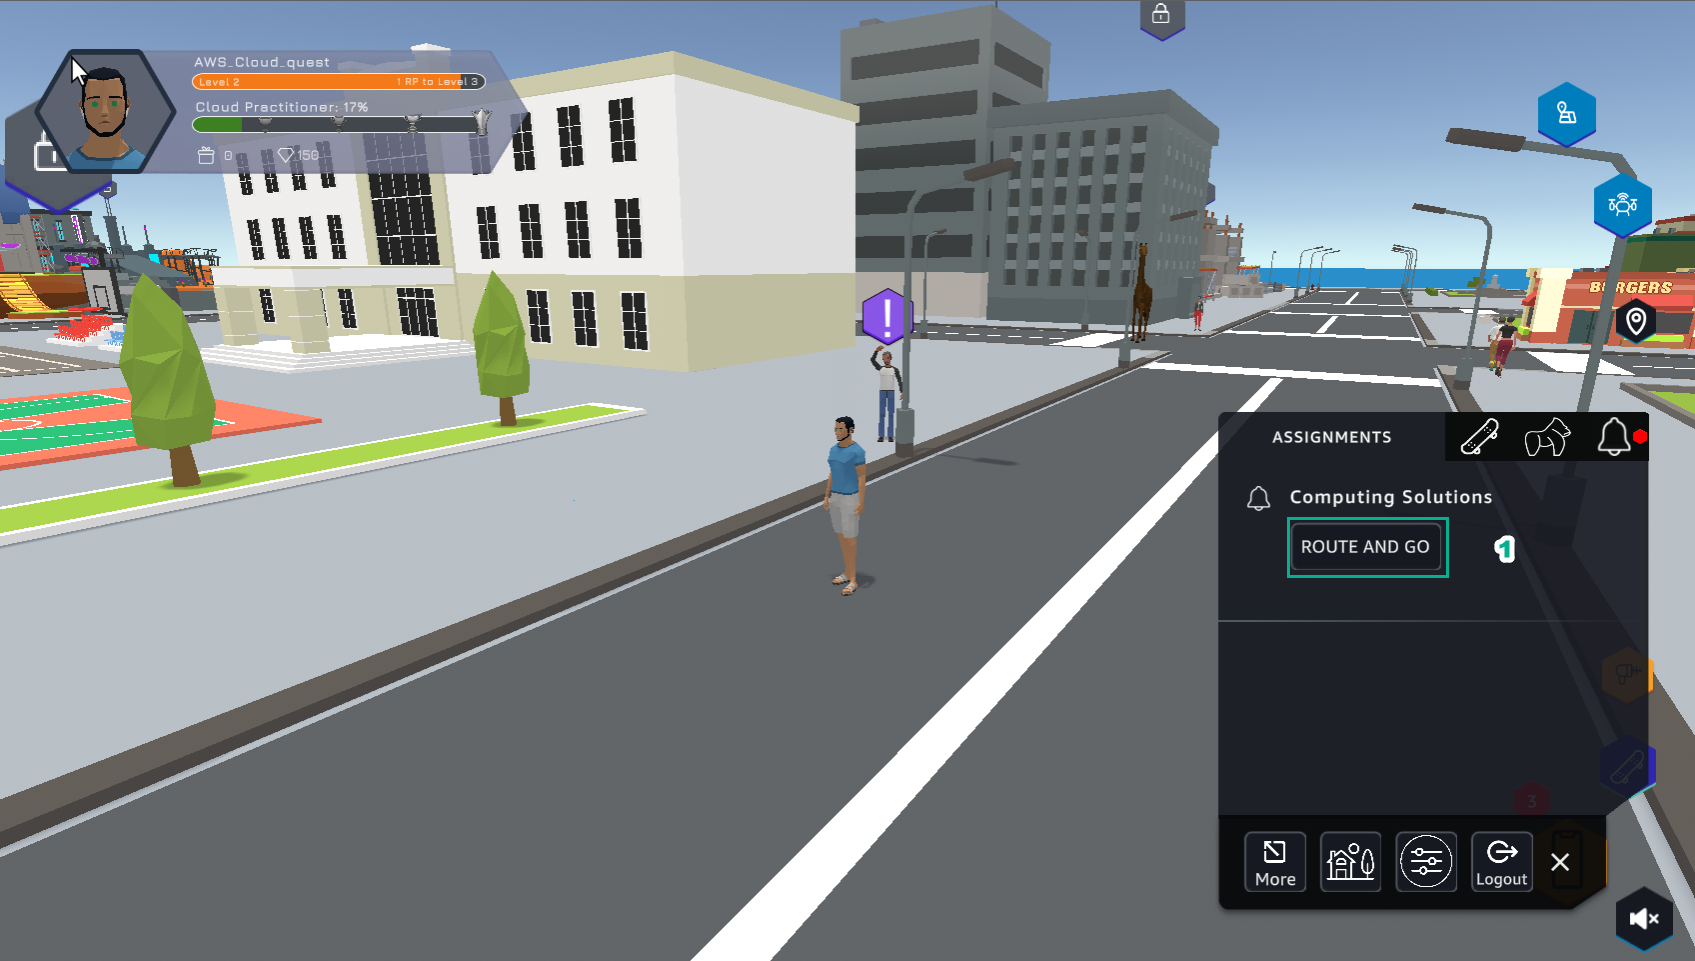 AWS_Cloud_quest
Level 2 1 RP to Level 3
Cloud Practitioner: 17%
0 150
BURGERS
ASSIGNMENTS
Computing Solutions
ROUTE AND GO
1
3
More
Logout